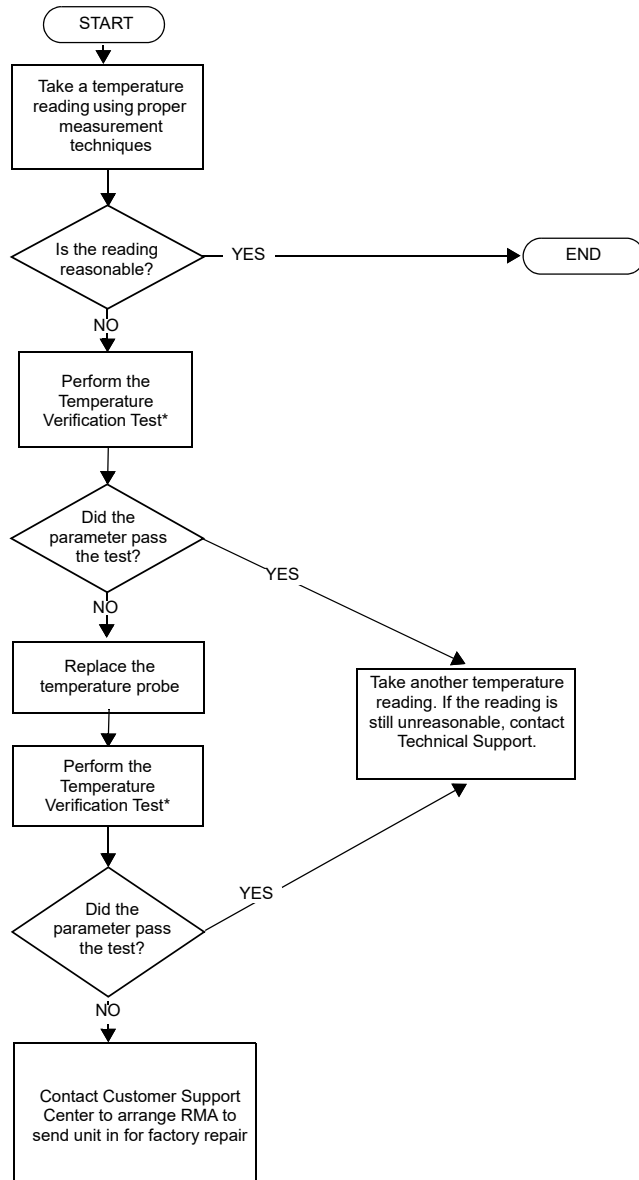 START
Take a temperature
reading using proper
measurement
techniques
Is the reading
reasonable?
YES
END
NO
Perform the
Temperature
Verification Test*
Did the
parameter pass
the test?
YES
NO
Replace the
temperature probe
Take another temperature
reading. If the reading is
still unreasonable, contact
Technical Support.
Perform the
Temperature
Verification Test*
Did the
parameter pass
the test?
YES
NO
Contact Customer Support
Center to arrange RMA to
send unit in for factory repair